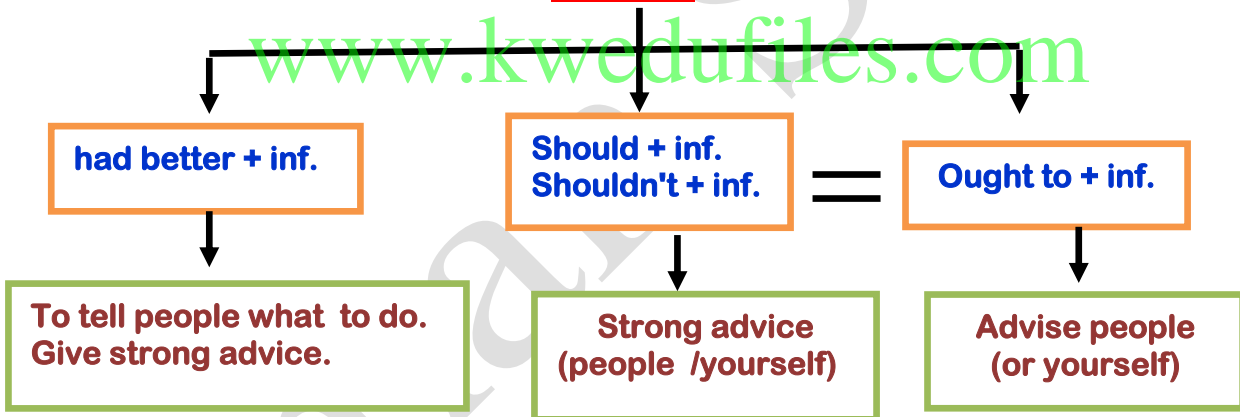 www.kwedufiles.com
had better + inf.
Should + inf.
Shouldn't + inf.
=
Ought to + inf.
To tell people what to do.
Give strong advice.
Strong advice
(people /yourself)
Advise people
(or yourself)